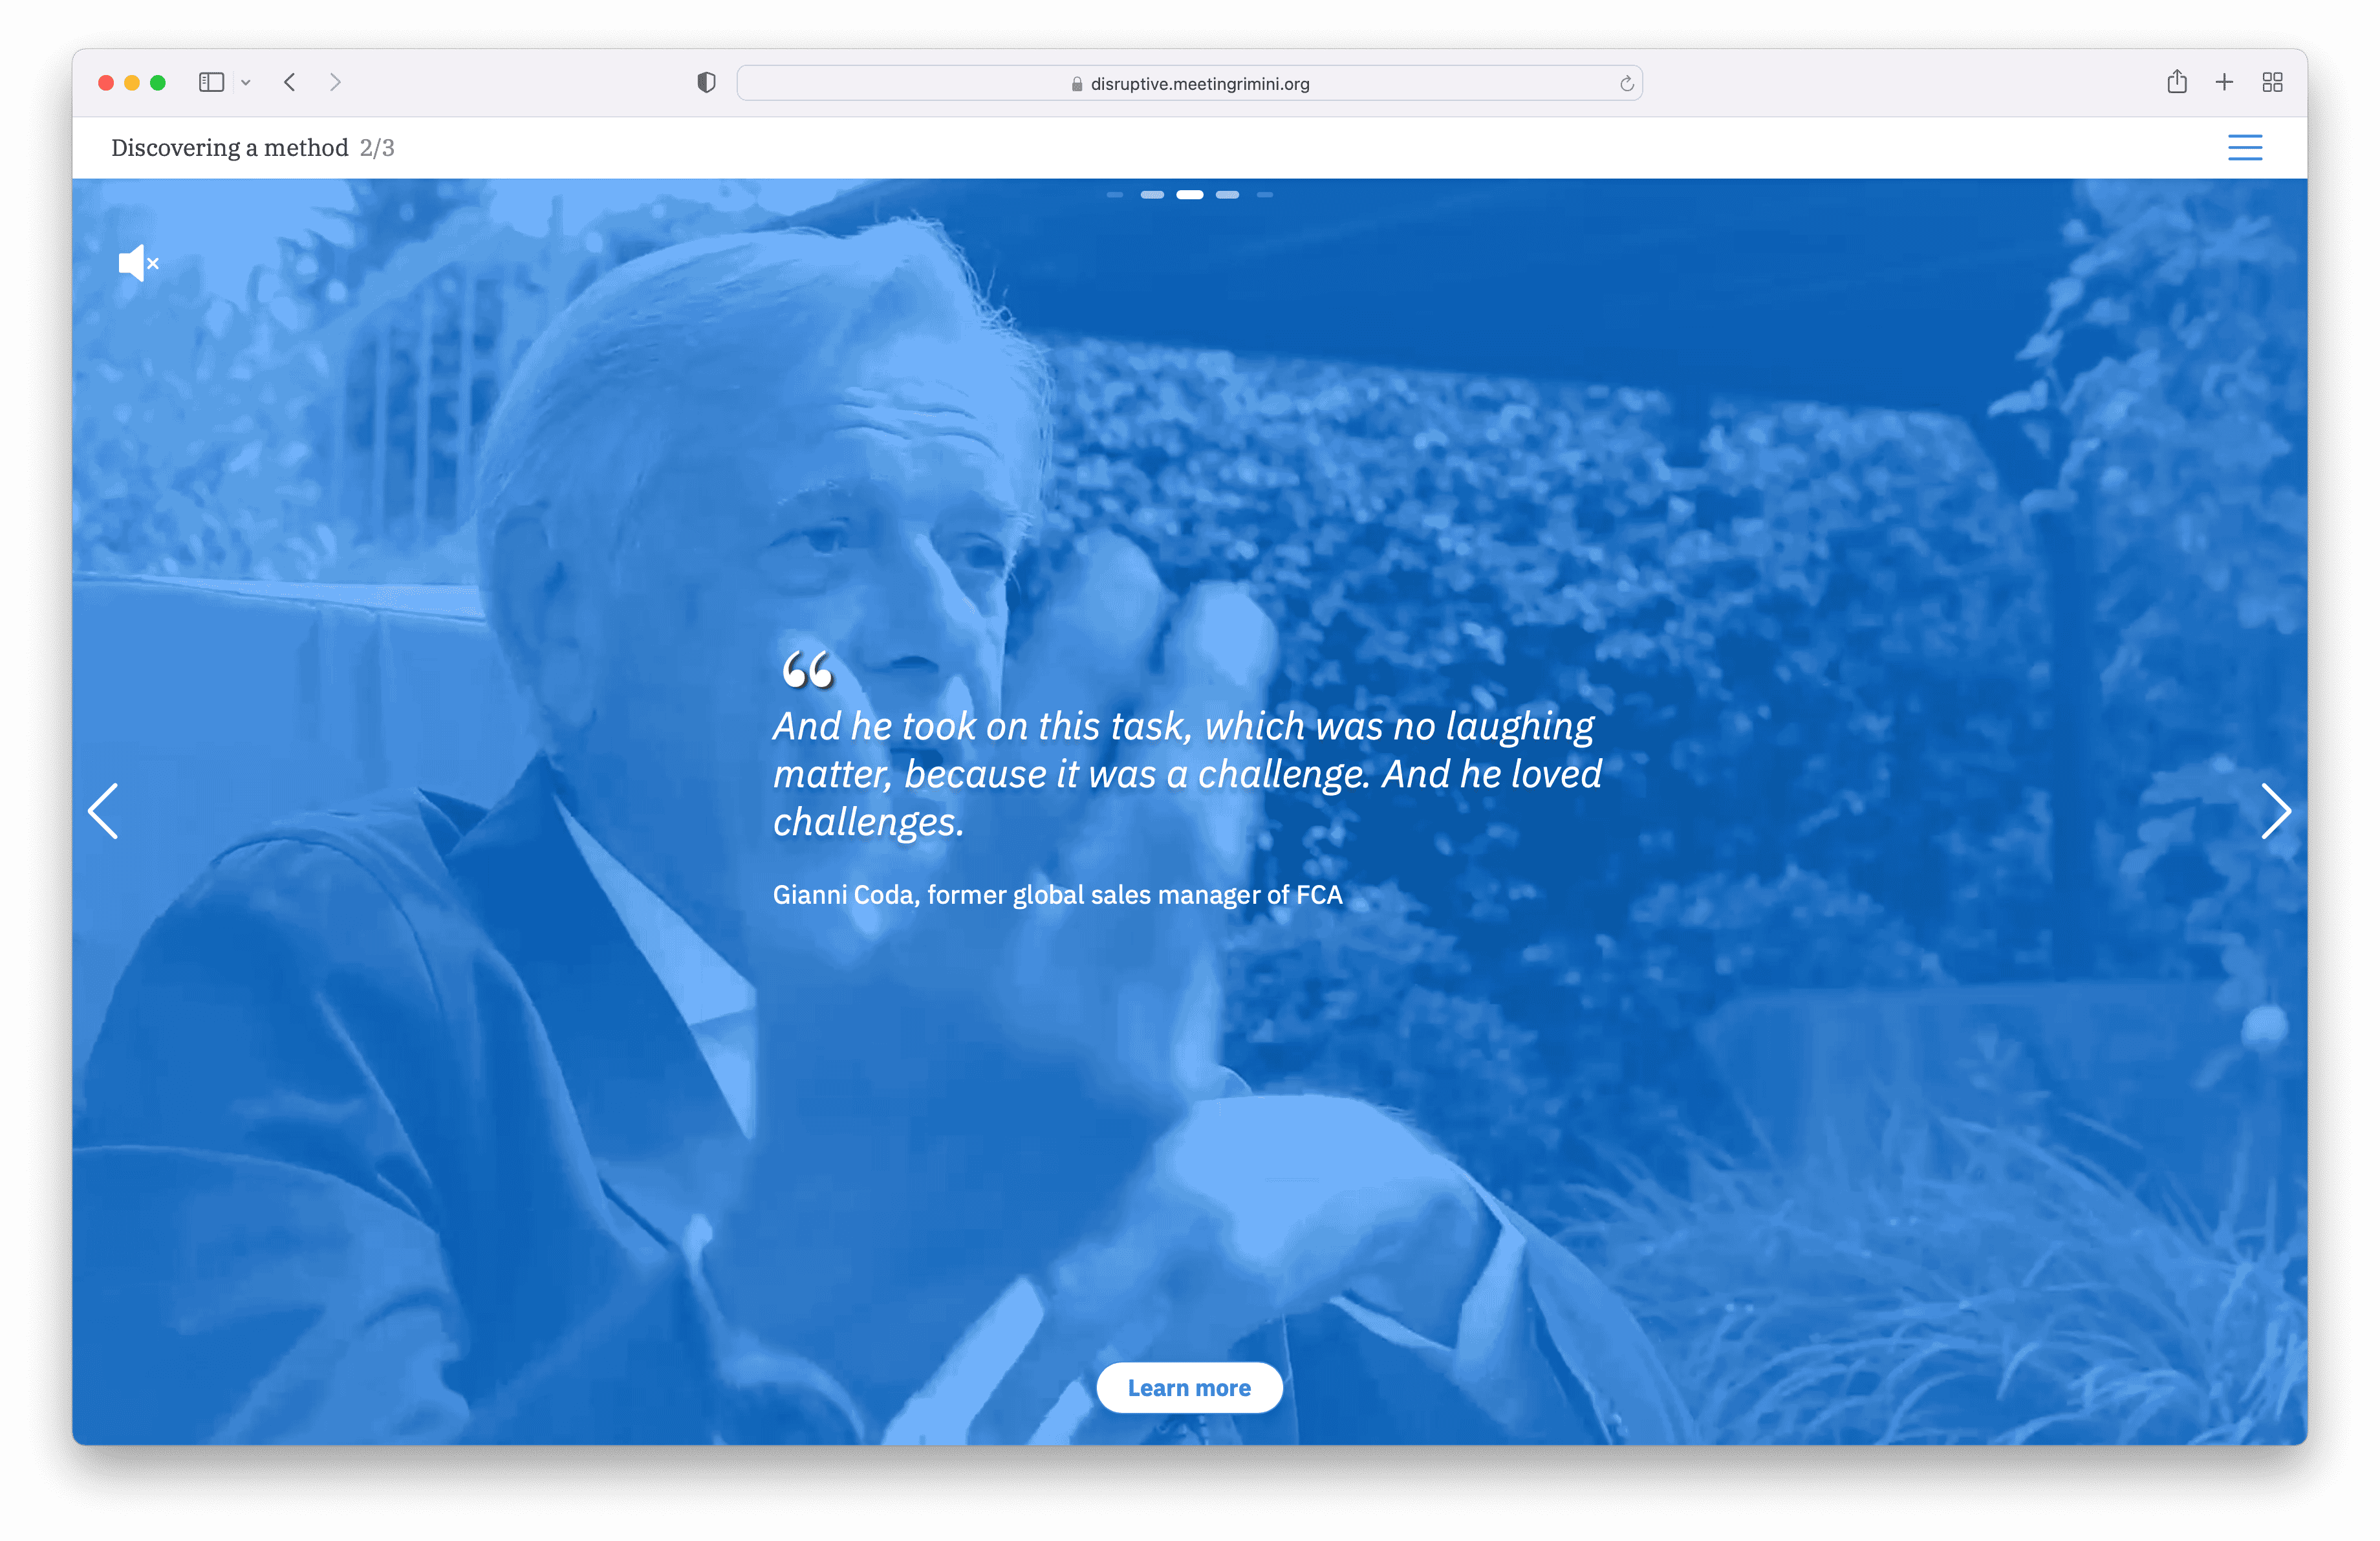 disruptive.meetingrimini.org
Discovering a method 2/3
“
And he took on this task, which was no laughing
matter, because it was a challenge. And he loved
challenges.
Gianni Coda, former global sales manager of FCA
Learn more